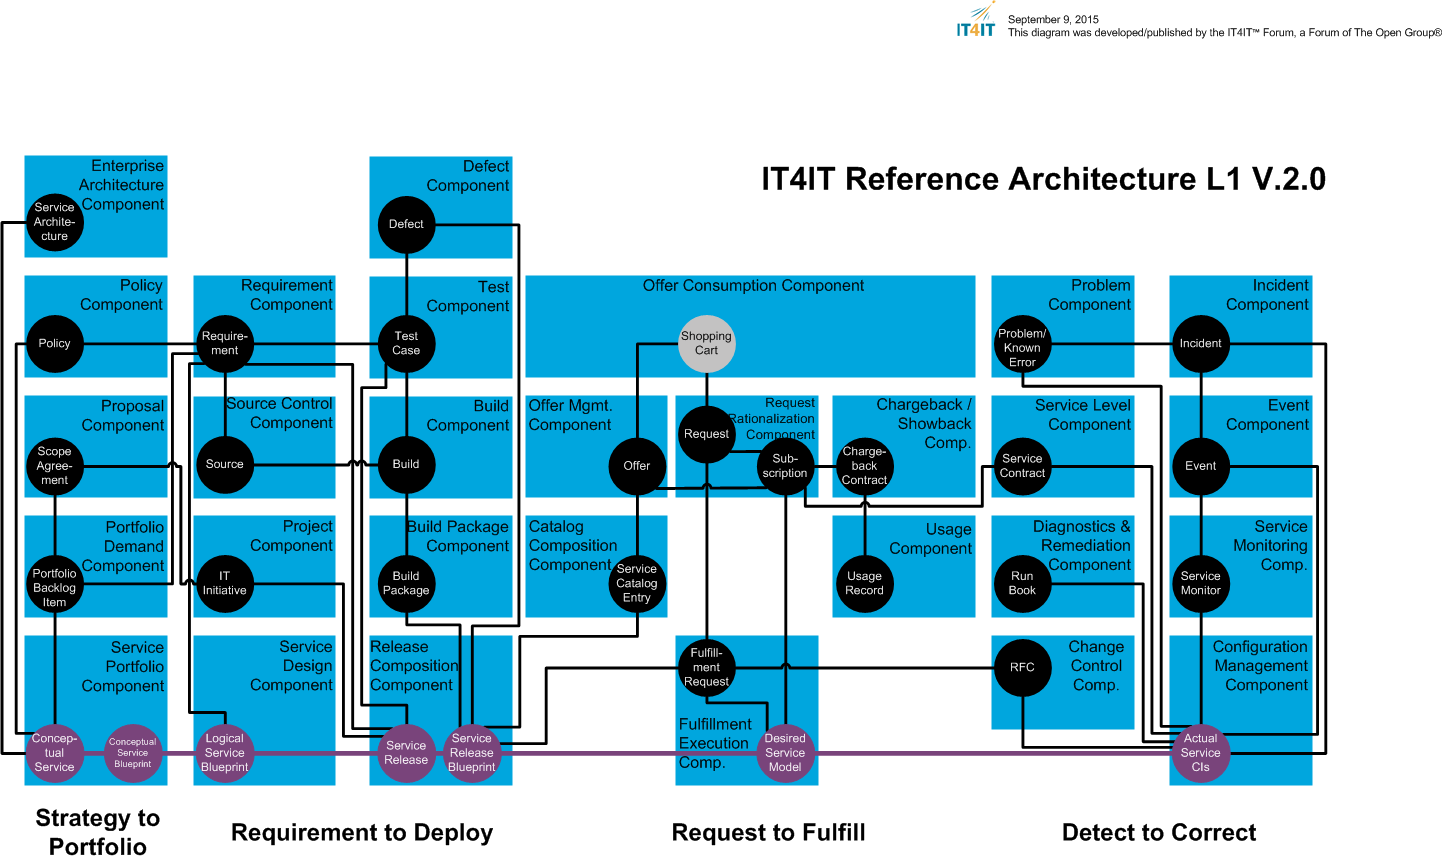 IT4IT
September 9, 2015
This diagram was developed/published by the IT4IT™ Forum, a Forum of The Open Group®
IT4IT Reference Architecture L1 V.2.0
Enterprise
Architecture
Component
Service
Archite-
cture
Policy
Component
Policy
Proposal
Component
Scope
Agree-
ment
Portfolio
Demand
Component
Portfolio
Backlog
Item
Service
Portfolio
Component
Concep-
tual
Service
Conceptual
Service
Blueprint
Strategy to
Portfolio
Requirement
Component
Require-
ment
Source Control
Component
Source
Project
Component
IT
Initiative
Service
Design
Component
Logical
Service
Blueprint
Defect
Component
Defect
Test
Component
Test
Case
Build
Component
Build
Build Package
Component
Build
Package
Release
Composition
Component
Service
Release
Service
Release
Blueprint
Requirement to Deploy
Offer Consumption Component
Shopping
Cart
Offer Mgmt.
Component
Offer
Request
Rationalization
Component
Request
Sub-
scription
Chargeback /
Showback
Comp.
Charge-
back
Contract
Catalog
Composition
Component
Service
Catalog
Entry
Usage
Component
Usage
Record
Fulfill-
ment
Request
Fulfillment
Execution
Comp.
Desired
Service
Model
Request to Fulfill
Problem
Component
Problem/
Known
Error
Service Level
Component
Service
Contract
Diagnostics &
Remediation
Component
Run
Book
Change
Control
Comp.
RFC
Incident
Component
Incident
Event
Component
Event
Service
Monitoring
Comp.
Service
Monitor
Configuration
Management
Component
Actual
Service
CIs
Detect to Correct